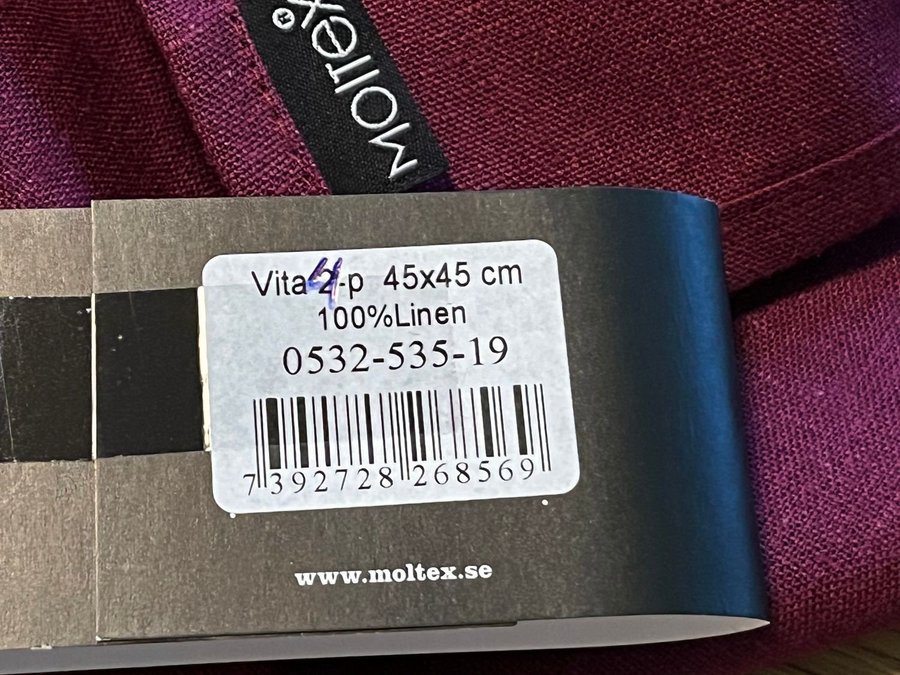 MOLTEX
®
Vita 4-p 45x45 cm
100%Linen
0532-535-19
7392728268569
www.moltex.se